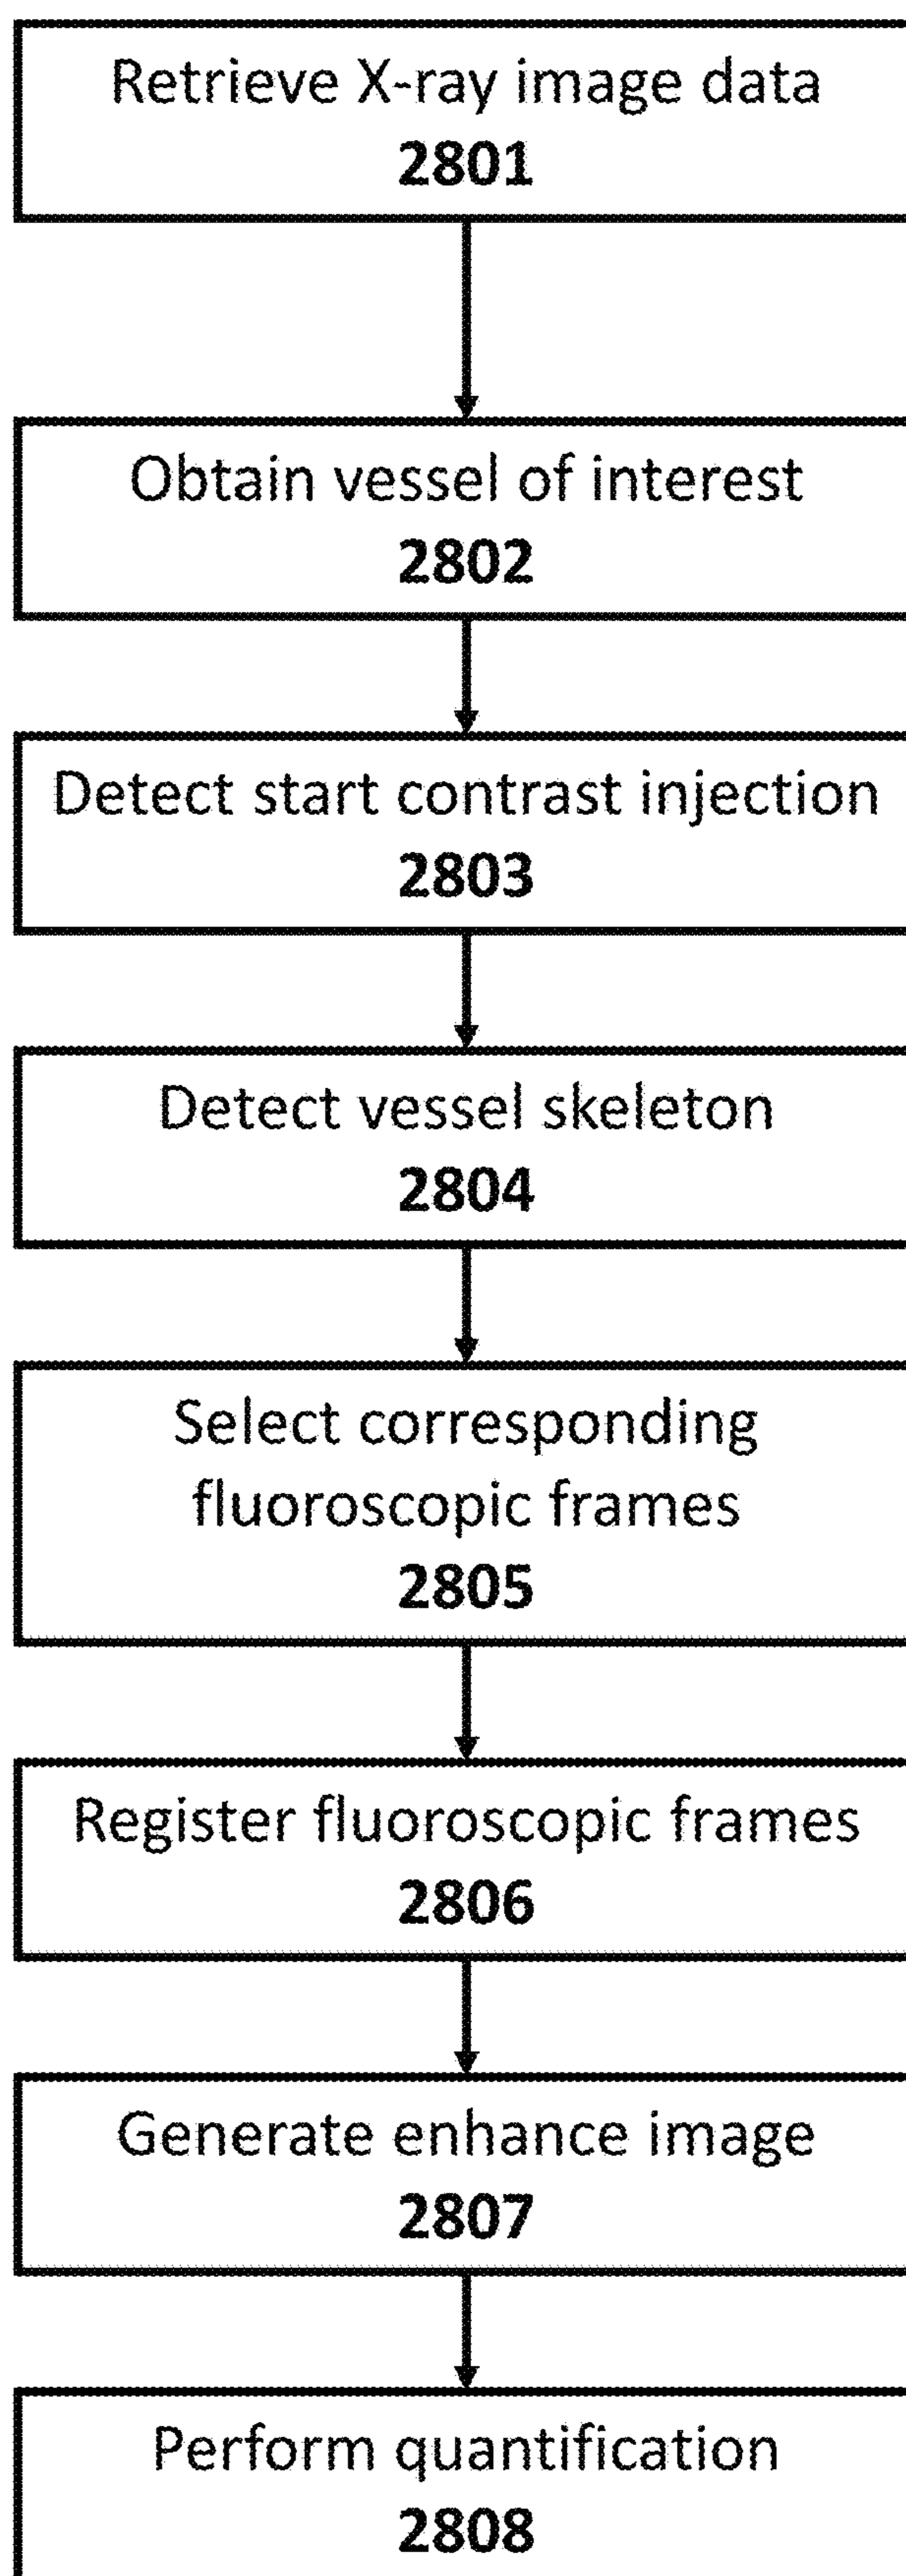 Retrieve X-ray image data
2801
Obtain vessel of interest
2802
Detect start contrast injection
2803
Detect vessel skeleton
2804
Select corresponding
fluoroscopic frames
2805
Register fluoroscopic frames
2806
Generate enhance image
2807
Perform quantification
2808